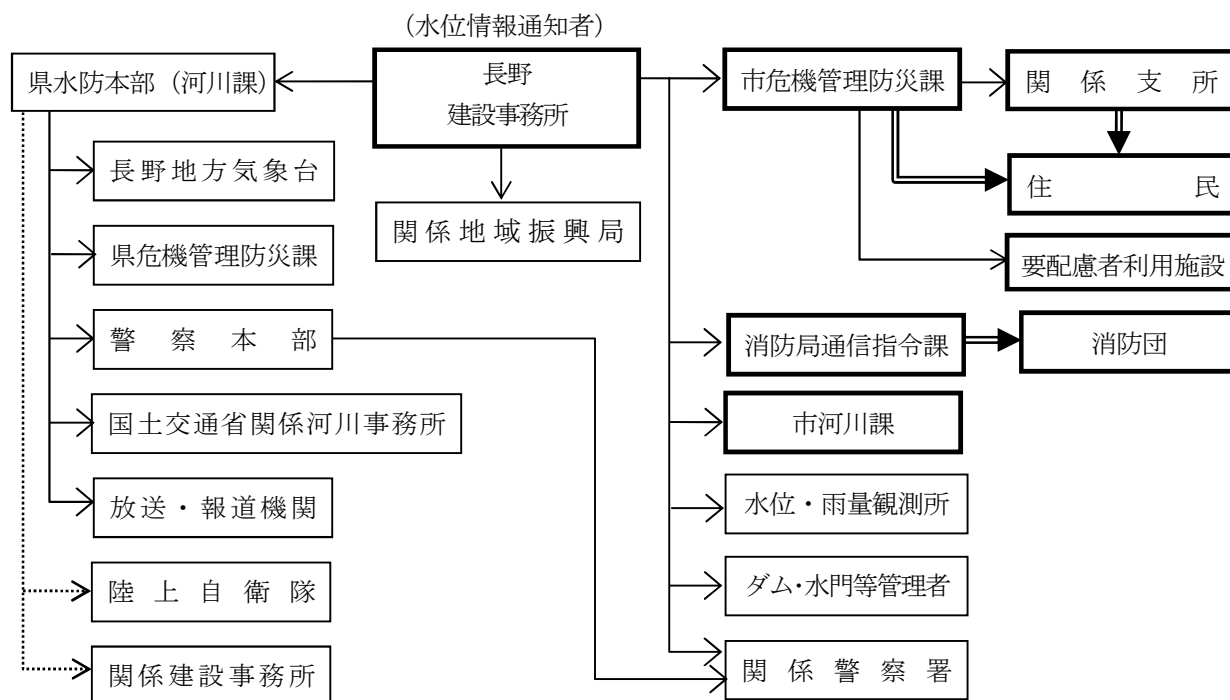 (水位情報通知者)
長野
建設事務所
県水防本部(河川課)
長野地方気象台
県危機管理防災課
警察本部
国土交通省関係河川事務所
放送・報道機関
陸上自衛隊
関係建設事務所
関係地域振興局
市危機管理防災課
関係支所
住民
要配慮者利用施設
消防局通信指令課
消防団
市河川課
水位・雨量観測所
ダム・水門等管理者
関係警察署